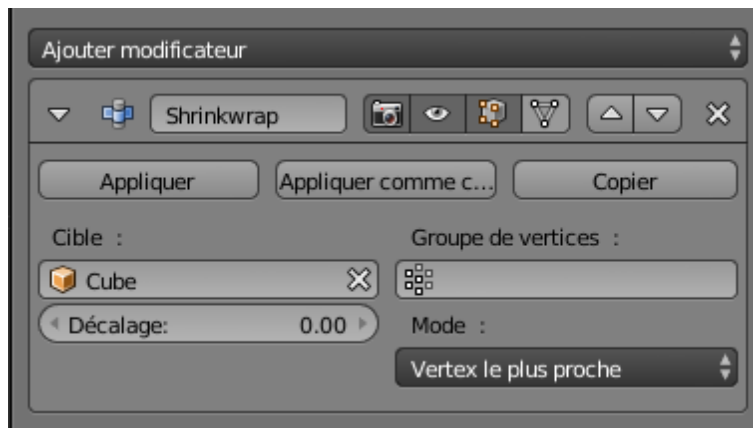 Ajouter modificateur
Shrinkwrap
Appliquer
Appliquer comme c...
Copier
Cible :
Groupe de vertices :
Cube
Décalage: 0.00
Mode :
Vertex le plus proche